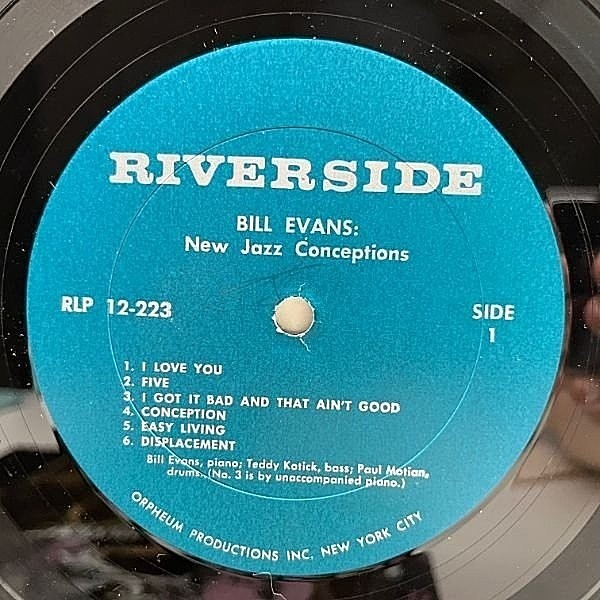 RIVERSIDE
BILL EVANS:
New Jazz Conceptions
RLP 12-223
SIDE
1
1. I LOVE YOU
2. FIVE
3. I GOT IT BAD AND THAT AIN'T GOOD
4. CONCEPTION
5. EASY LIVING
6. DISPLACEMENT
Bill Evans, piano; Teddy Kotick, bass; Paul Motian,
drums. (No. 3 is by unaccompanied piano.)
ORPHEUM PRODUCTIONS INC. NEW YORK CITY